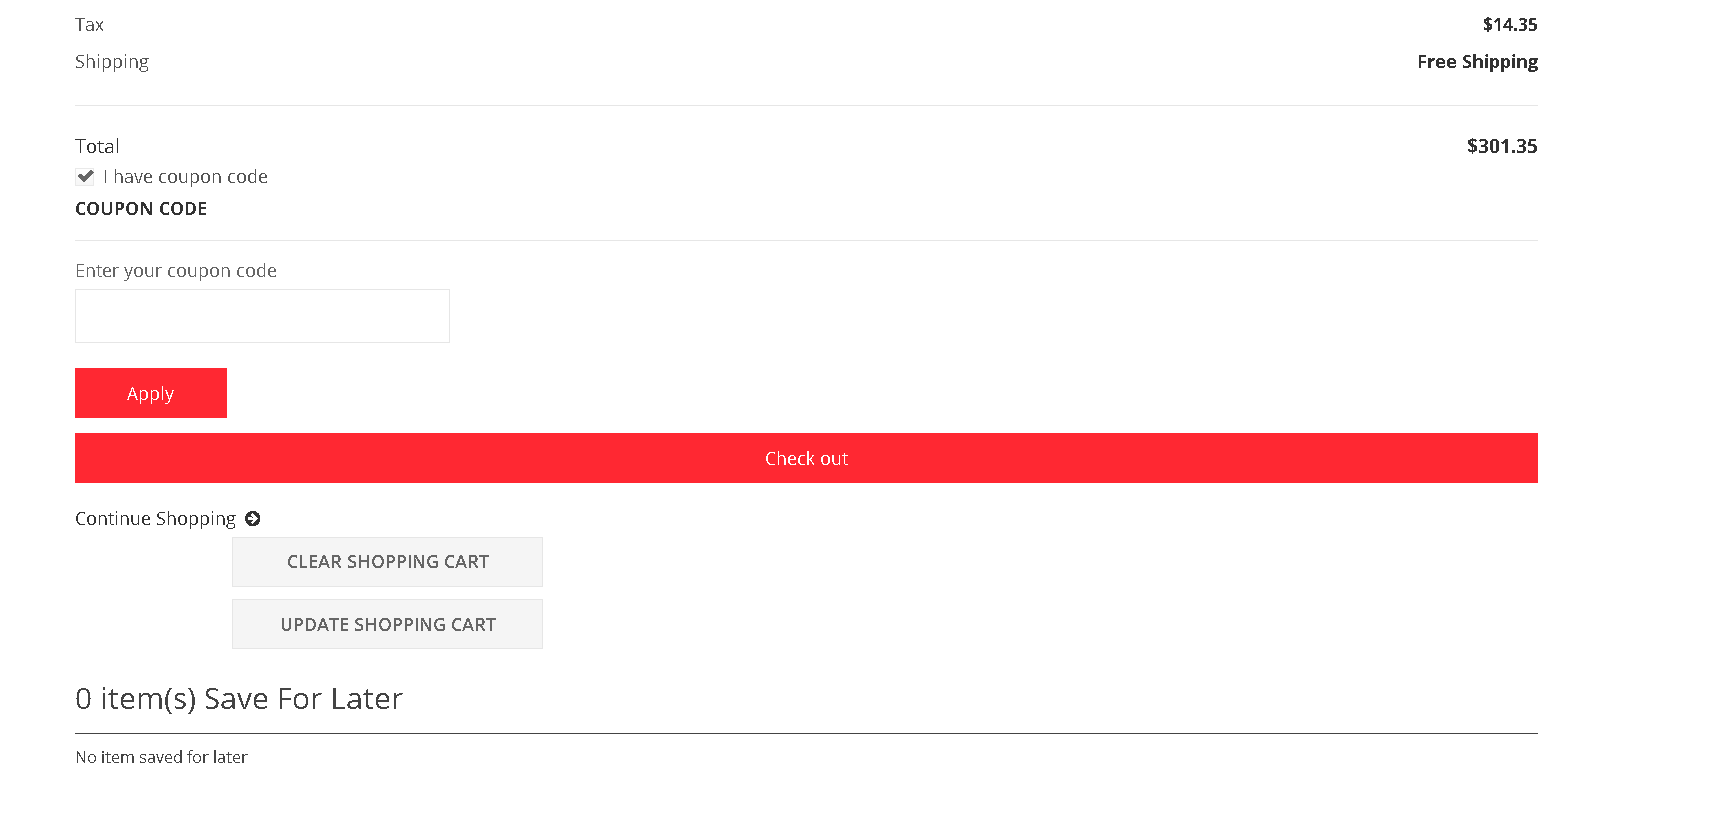 Tax $14.35
Shipping Free Shipping
Total $301.35
I have coupon code
COUPON CODE
Enter your coupon code
Apply
Check out
Continue Shopping
CLEAR SHOPPING CART
UPDATE SHOPPING CART
0 item(s) Save For Later
No item saved for later